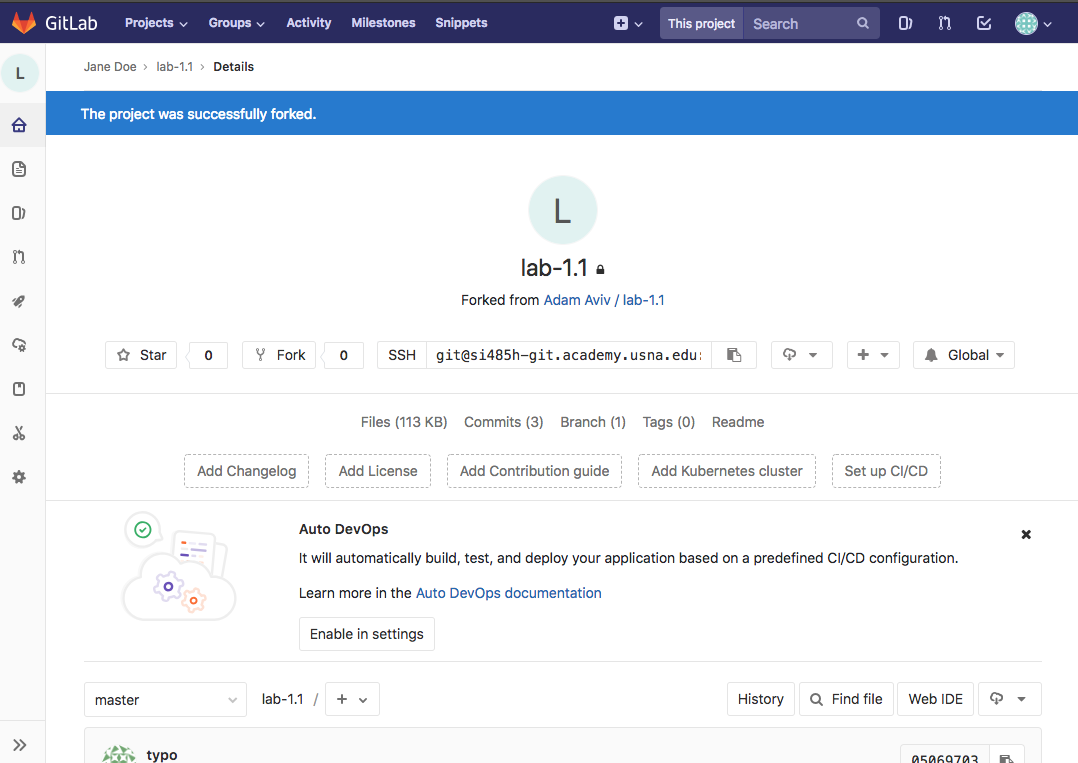 GitLab Projects Groups Activity Milestones Snippets This project Search
L Jane Doe › lab-1.1 › Details
The project was successfully forked.
L
lab-1.1
Forked from Adam Aviv / lab-1.1
Star 0 Fork 0 SSH git@si485h-git.academy.usna.edu: Global
Files (113 KB) Commits (3) Branch (1) Tags (0) Readme
Add Changelog Add License Add Contribution guide Add Kubernetes cluster Set up CI/CD
Auto DevOps
It will automatically build, test, and deploy your application based on a predefined CI/CD configuration.
Learn more in the Auto DevOps documentation
Enable in settings
master lab-1.1 / + History Find file Web IDE
typo 05069703